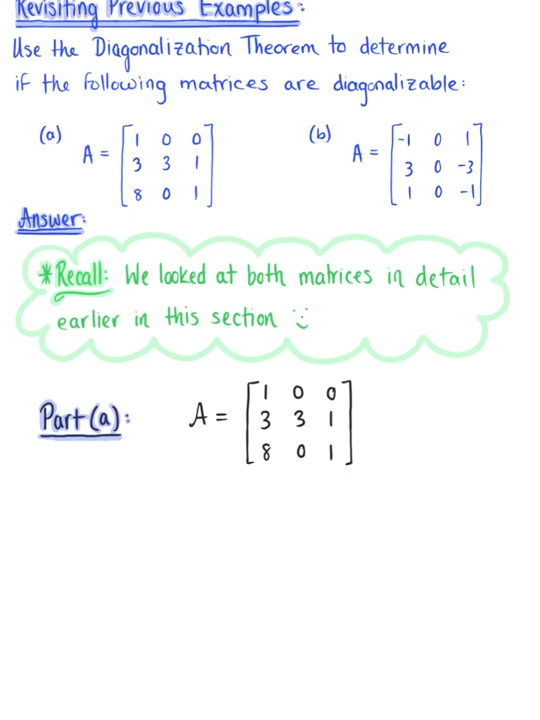 Revisiting Previous Examples:
Use the Diagonalization Theorem to determine
if the following matrices are diagonalizable:
(a) A = [1 0 0
3 3 1
8 0 1]
(b) A = [-1 0 1
3 0 -3
1 0 -1]
Answer:
*Recall: We looked at both matrices in detail
earlier in this section :)
Part (a): A = [1 0 0
3 3 1
8 0 1]